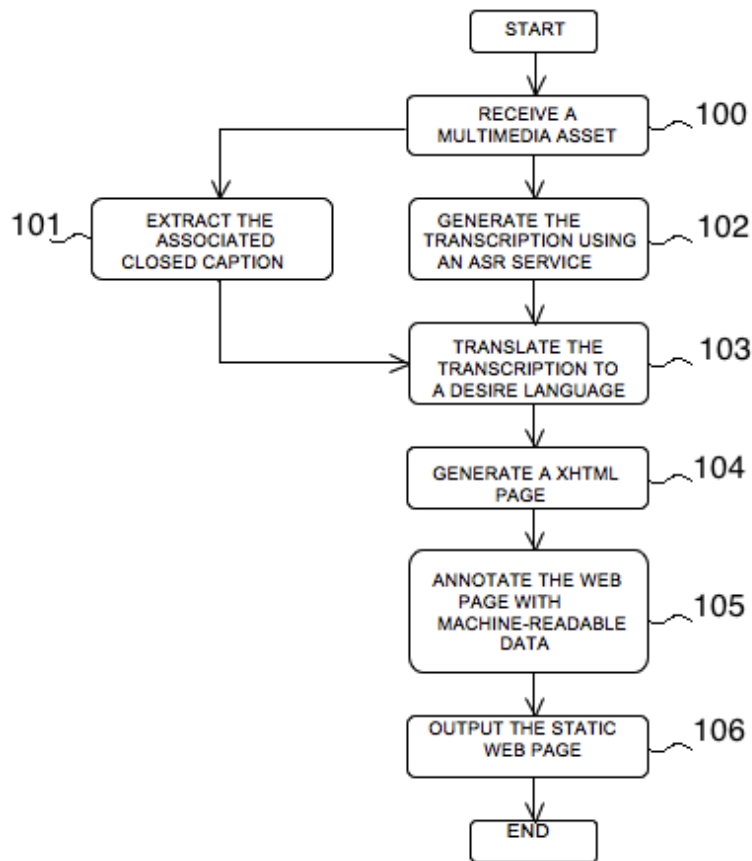 START
RECEIVE A
MULTIMEDIA ASSET
100
101
EXTRACT THE
ASSOCIATED
CLOSED CAPTION
GENERATE THE
TRANSCRIPTION USING
AN ASR SERVICE
102
TRANSLATE THE
TRANSCRIPTION TO
A DESIRE LANGUAGE
103
GENERATE A XHTML
PAGE
104
ANNOTATE THE WEB
PAGE WITH
MACHINE-READABLE
DATA
105
OUTPUT THE STATIC
WEB PAGE
106
END